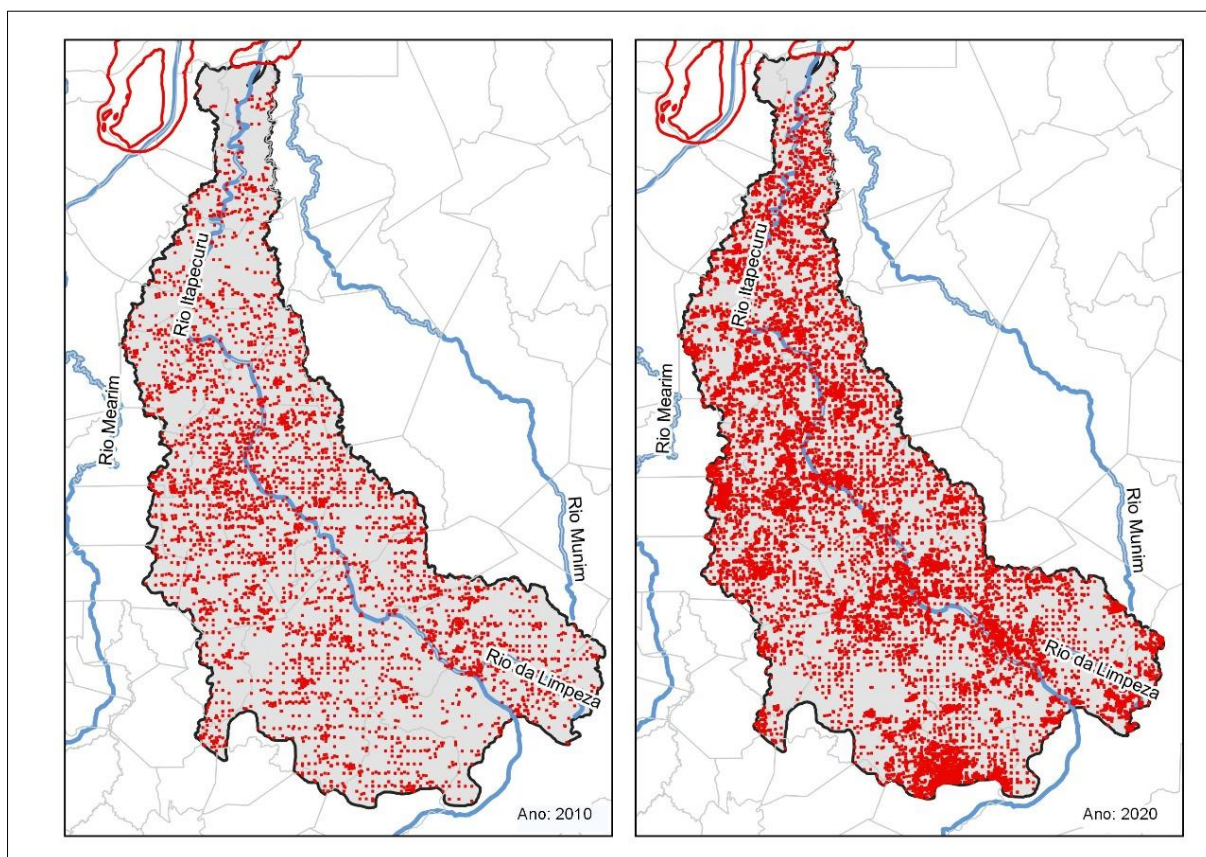 Rio Itapecuru
Rio Mearim
Rio Munim
Rio da Limpeza
Ano: 2010
Rio Itapecuru
Rio Mearim
Rio Munim
Rio da Limpeza
Ano: 2020